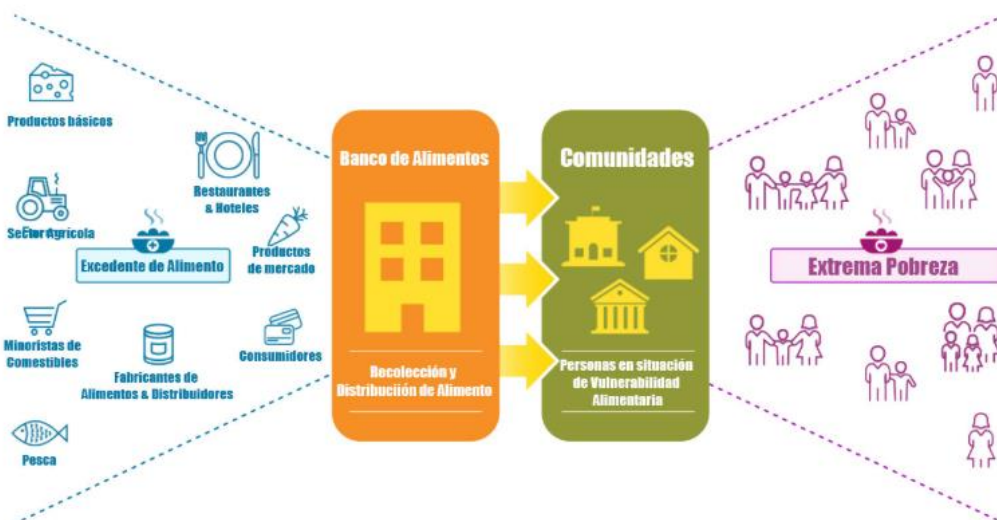 Productos básicos
Restaurantes
& Hoteles
Sector Agrícola
Excedente de Alimento
Productos
de mercado
Minoristas de
Comestibles
Fabricantes de
Alimentos & Distribuidores
Consumidores
Pesca
Banco de Alimentos
Recolección y
Distribuciión de Alimento
Comunidades
Personas en situación
de Vulnerabilidad
Alimentaria
Extrema Pobreza